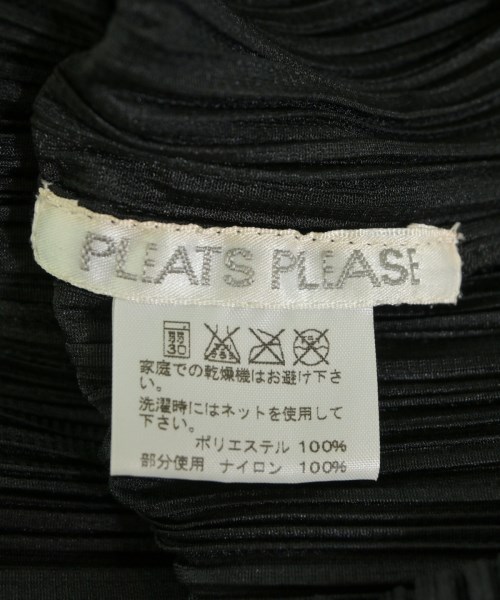 PLEATS PLEASE
30
家庭での乾燥機はお避け下さ
い。
洗濯時にはネットを使用して
下さい。
ポリエステル 100%
部分使用 ナイロン 100%